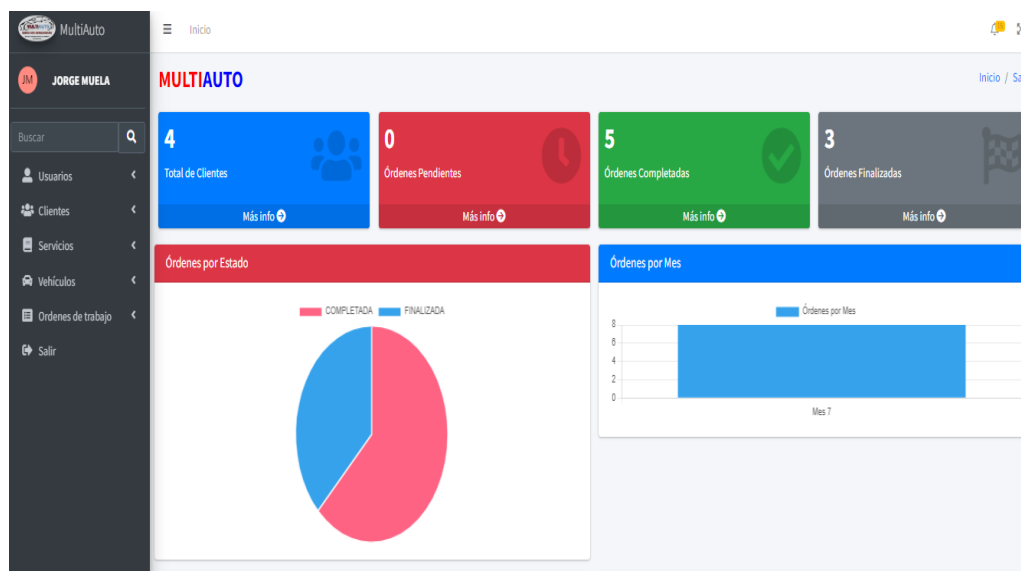 MultiAuto
Inicio
JM JORGE MUELA
MULTIAUTO
Inicio / Sa
Buscar
Usuarios
Clientes
Servicios
Vehículos
Ordenes de trabajo
Salir
4
Total de Clientes
Más info
0
Órdenes Pendientes
Más info
5
Órdenes Completadas
Más info
3
Órdenes Finalizadas
Más info
Órdenes por Estado
COMPLETADA FINALIZADA
Órdenes por Mes
Órdenes por Mes
8
6
4
2
0
Mes 7